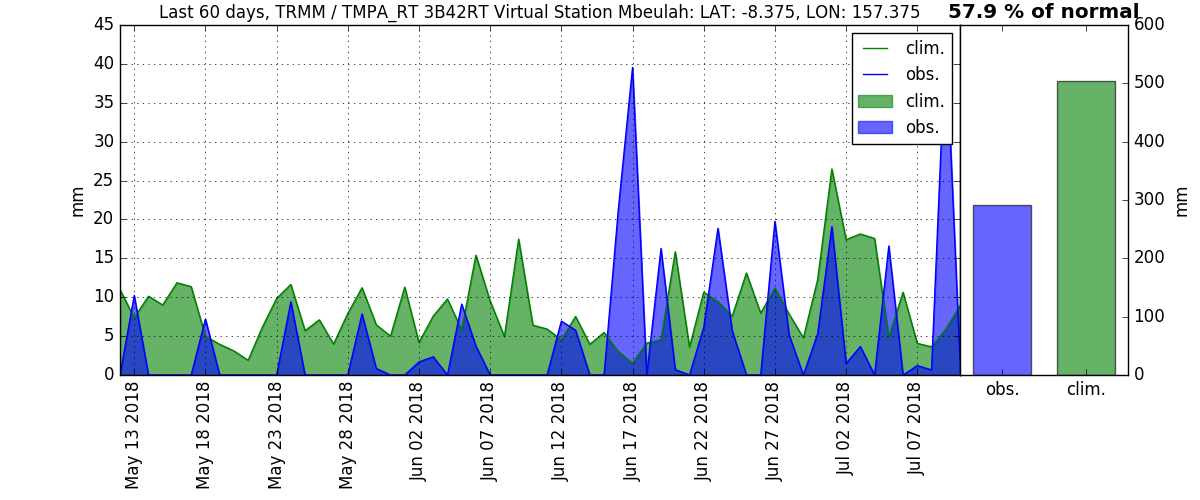 Last 60 days, TRMM / TMPA_RT 3B42RT Virtual Station Mbeulah: LAT: -8.375, LON: 157.375
57.9 % of normal
45
40
35
30
25
20
15
10
5
0
mm
clim.
obs.
clim.
obs.
600
500
400
300
200
100
0
mm
obs.
clim.
May 13 2018
May 18 2018
May 23 2018
May 28 2018
Jun 02 2018
Jun 07 2018
Jun 12 2018
Jun 17 2018
Jun 22 2018
Jun 27 2018
Jul 02 2018
Jul 07 2018